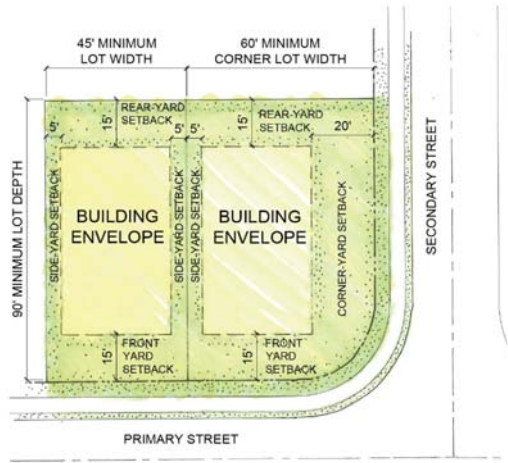 45' MINIMUM
LOT WIDTH
60' MINIMUM
CORNER LOT WIDTH
REAR-YARD
SETBACK
15'
5'
REAR-YARD
SETBACK
15'
5'
5'
20'
90' MINIMUM LOT DEPTH
SIDE-YARD SETBACK
BUILDING
ENVELOPE
SIDE-YARD SETBACK
SIDE-YARD SETBACK
BUILDING
ENVELOPE
CORNER-YARD SETBACK
SECONDARY STREET
15'
FRONT
YARD
SETBACK
15'
FRONT
YARD
SETBACK
PRIMARY STREET